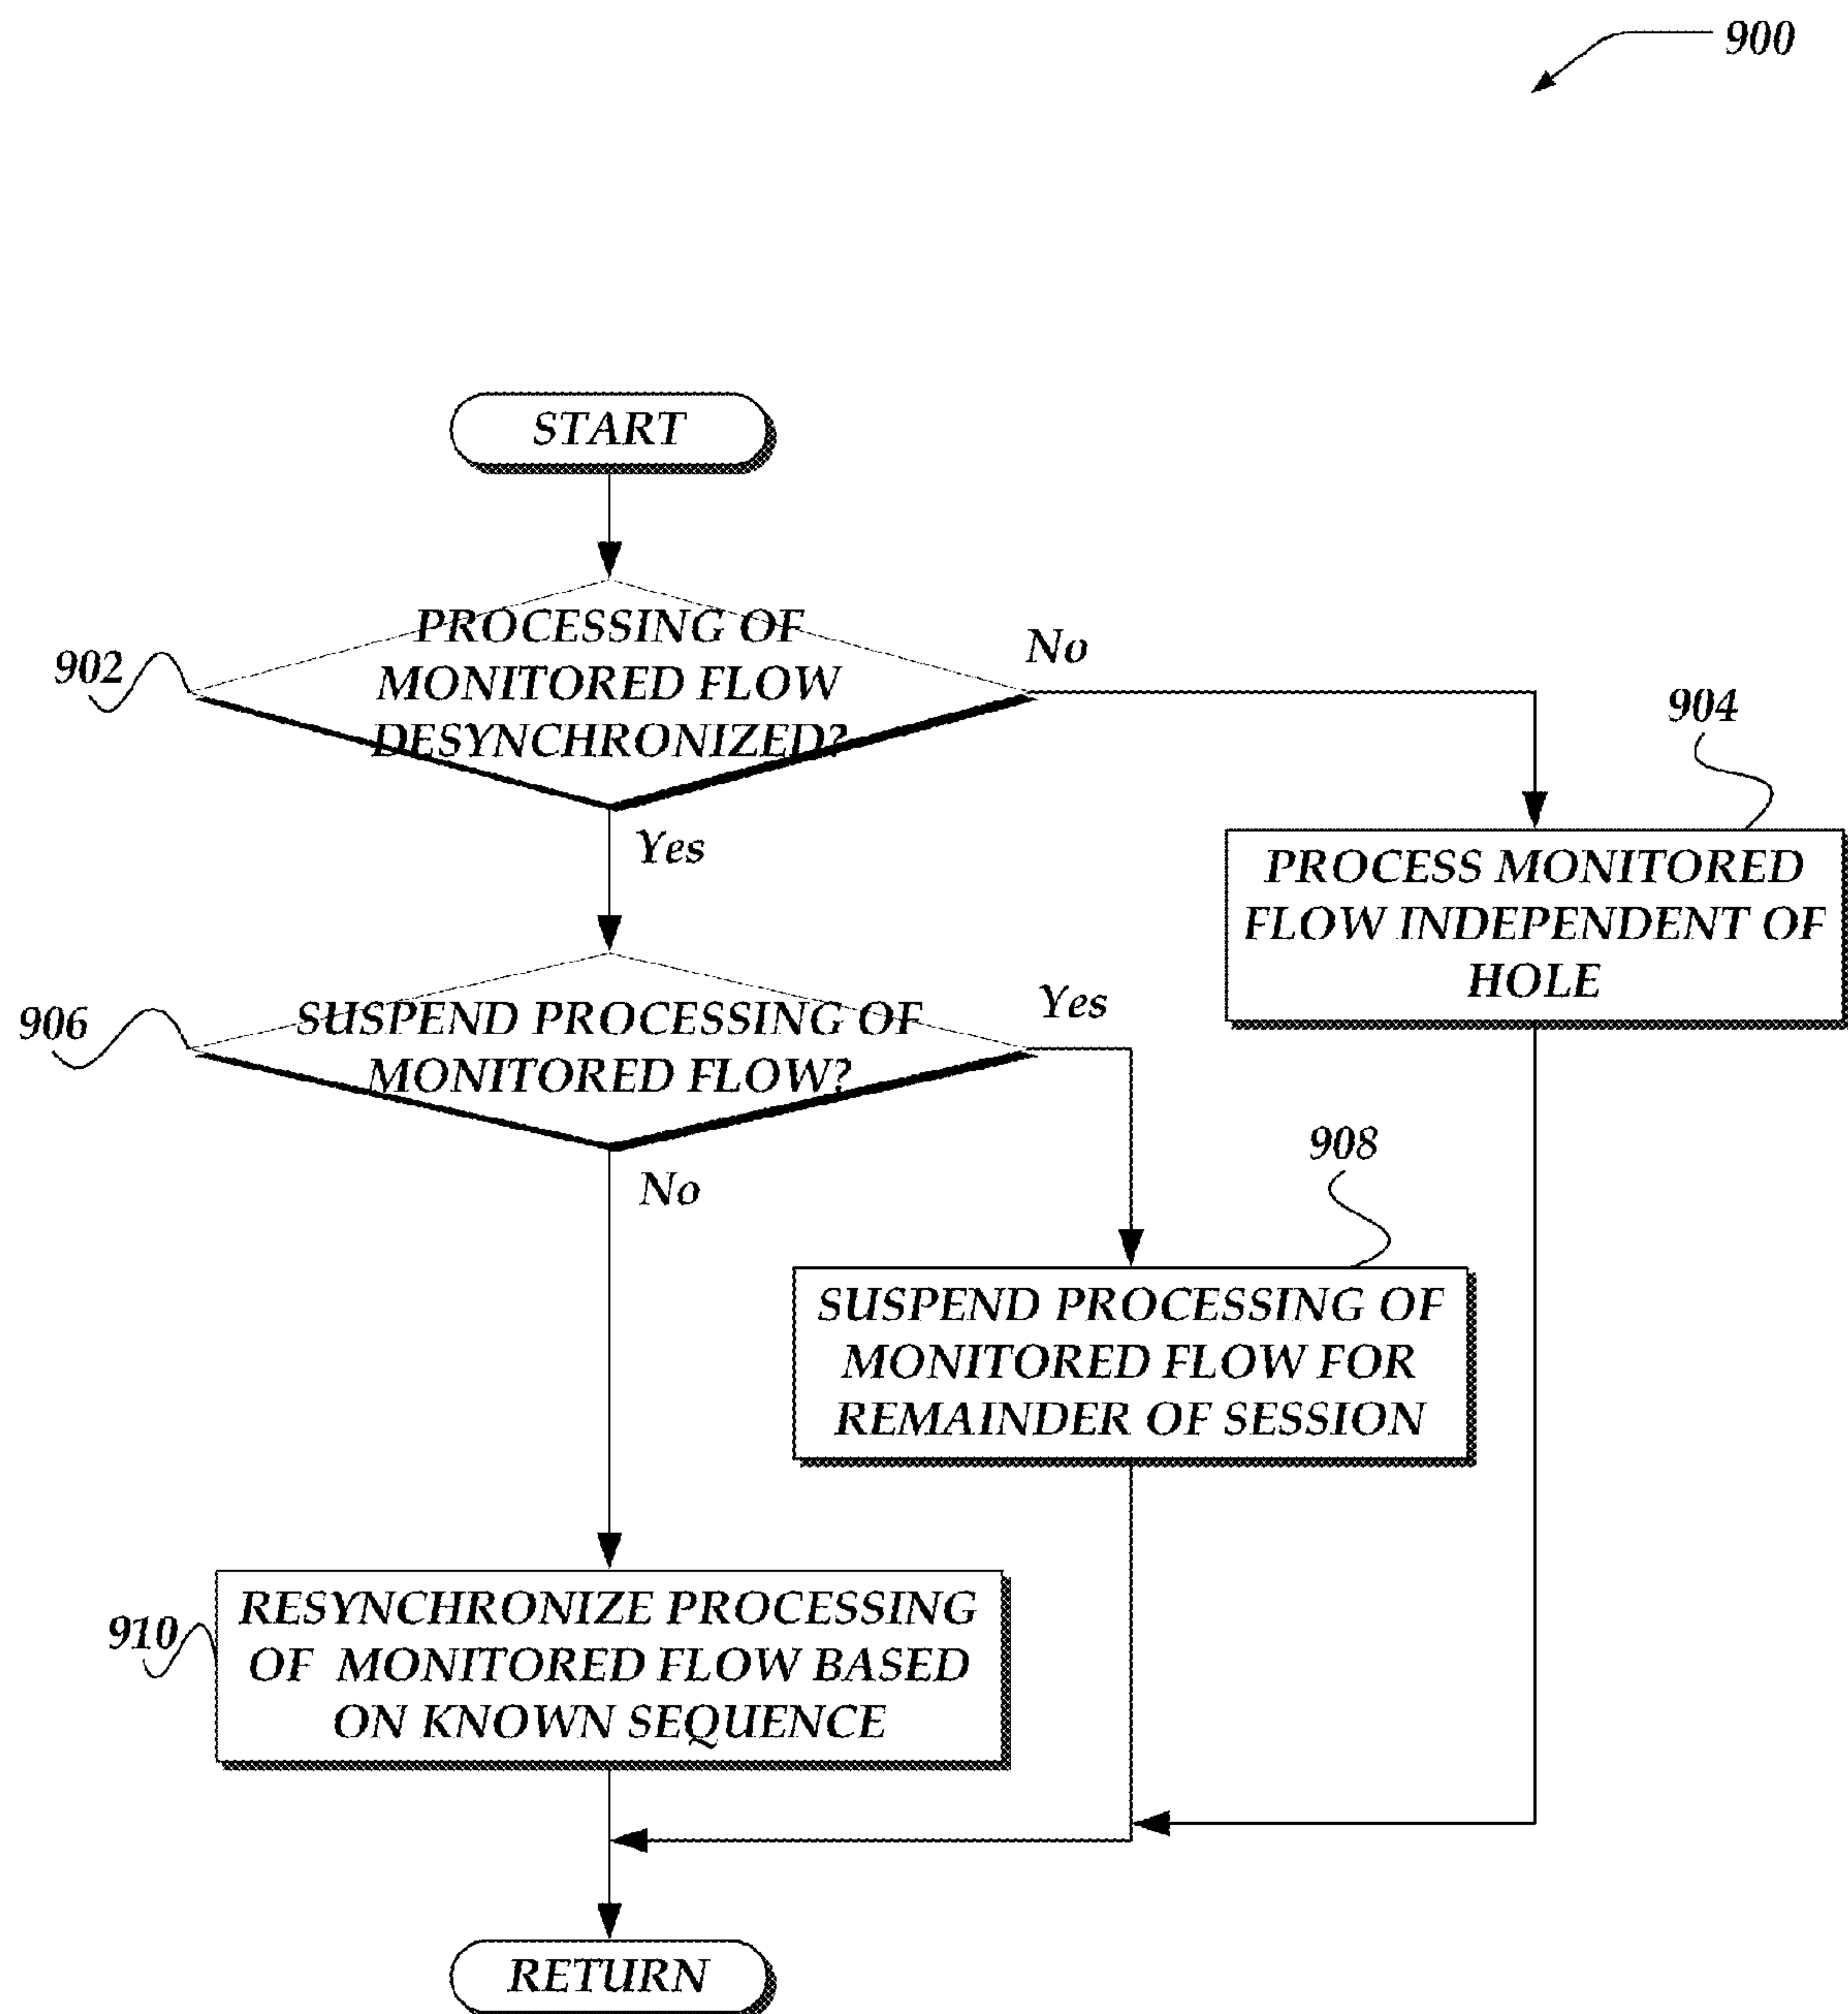 900
START
PROCESSING OF
MONITORED FLOW
DESYNCHRONIZED?
902
No
Yes
904
PROCESS MONITORED
FLOW INDEPENDENT OF
HOLE
SUSPEND PROCESSING OF
MONITORED FLOW?
906
Yes
No
908
SUSPEND PROCESSING OF
MONITORED FLOW FOR
REMAINDER OF SESSION
910
RESYNCHRONIZE PROCESSING
OF MONITORED FLOW BASED
ON KNOWN SEQUENCE
RETURN